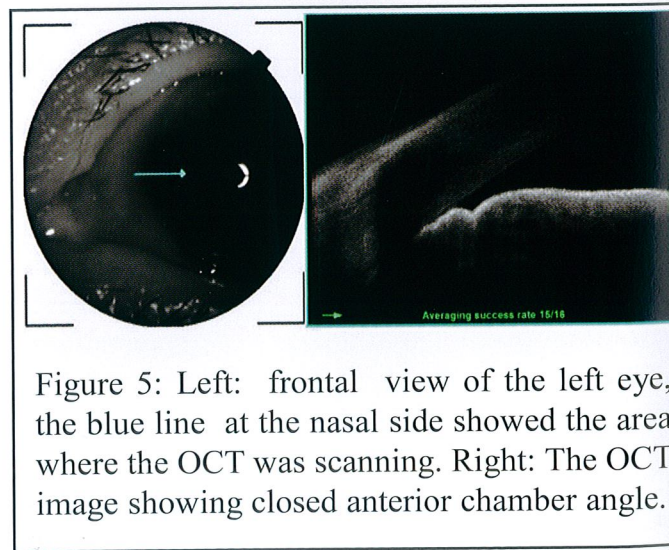 Averaging success rate 15/16
Figure 5: Left: frontal view of the left eye,
the blue line at the nasal side showed the area
where the OCT was scanning. Right: The OCT
image showing closed anterior chamber angle.